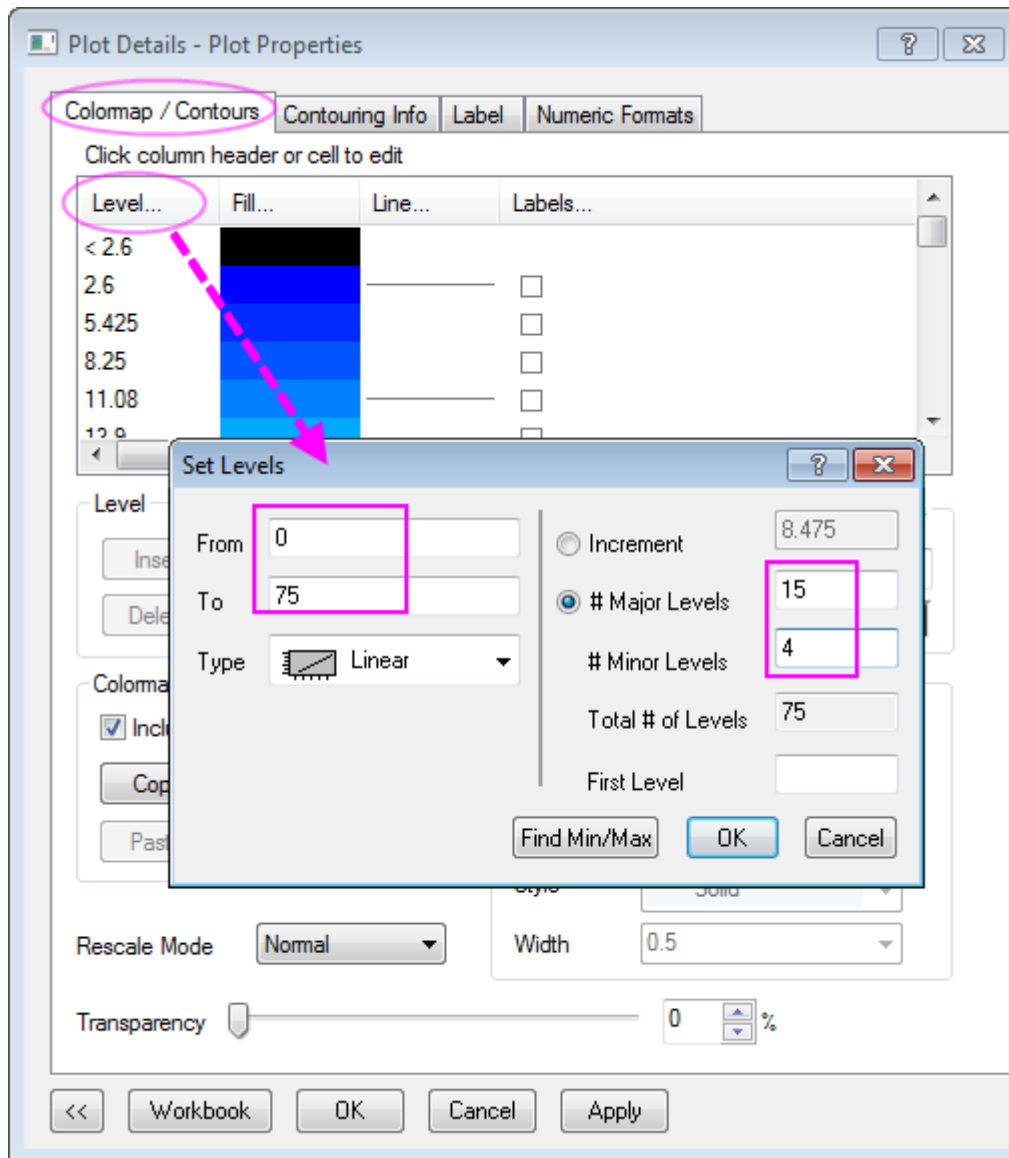 Plot Details - Plot Properties
Colormap / Contours Contouring Info Label Numeric Formats
Click column header or cell to edit
Level... Fill... Line... Labels...
< 2.6
2.6
5.425
8.25
11.08
Set Levels
Level
From 0
To 75
Type Linear
Increment 8.475
# Major Levels 15
# Minor Levels 4
Total # of Levels 75
First Level
Find Min/Max OK Cancel
Rescale Mode Normal
Width 0.5
Transparency 0 %
<< Workbook OK Cancel Apply